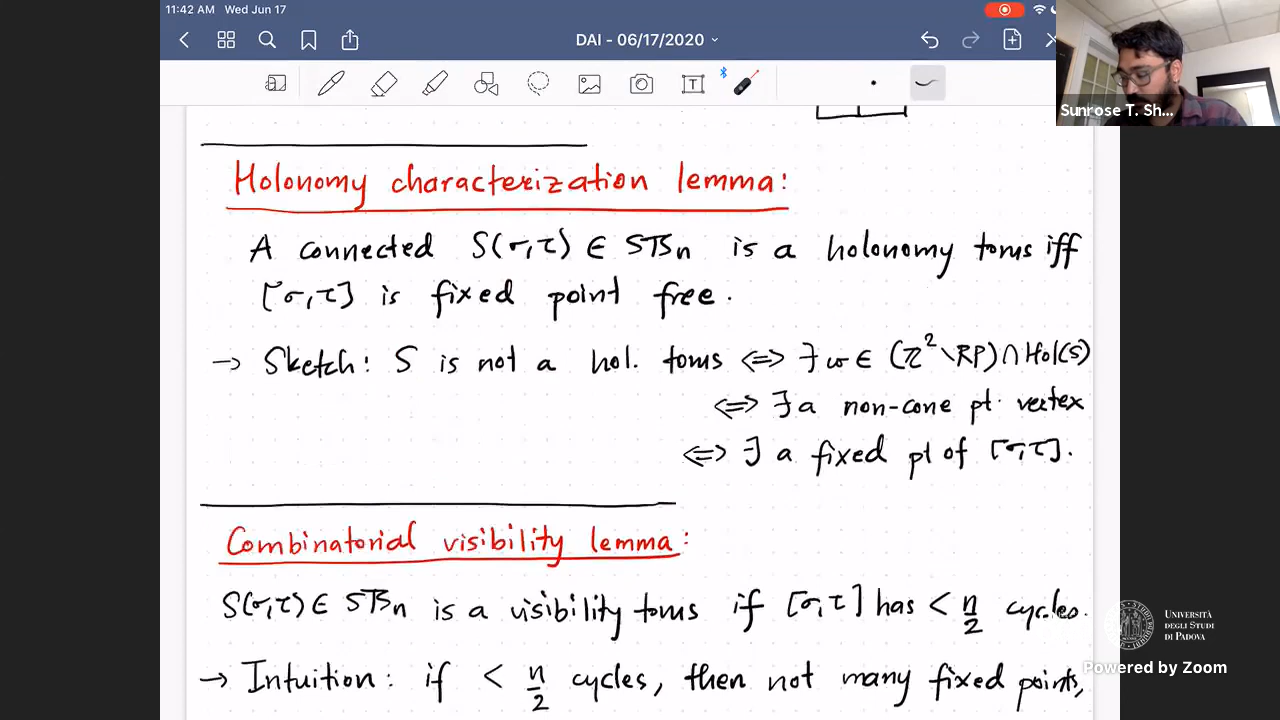 11:42 AM Wed Jun 17
DAI - 06/17/2020
Sunrose T. Sh...
Holonomy characterization lemma:
A connected S(σ,τ) ∈ STSn is a holonomy torus iff
[σ,τ] is fixed point free.
→ Sketch: S is not a hol. torus ⟺ ∃ w ∈ (ℤ² \ RP) ∩ Hol(S)
⟺ ∃ a non-cone pt. vertex
⟺ ∃ a fixed pt of [σ,τ].
Combinatorial visibility lemma:
S(σ,τ) ∈ STSn is a visibility torus if [σ,τ] has < n/2 cycles.
→ Intuition: if < n/2 cycles, then not many fixed points,
UNIVERSITÀ
DEGLI STUDI
DI PADOVA
Powered by Zoom